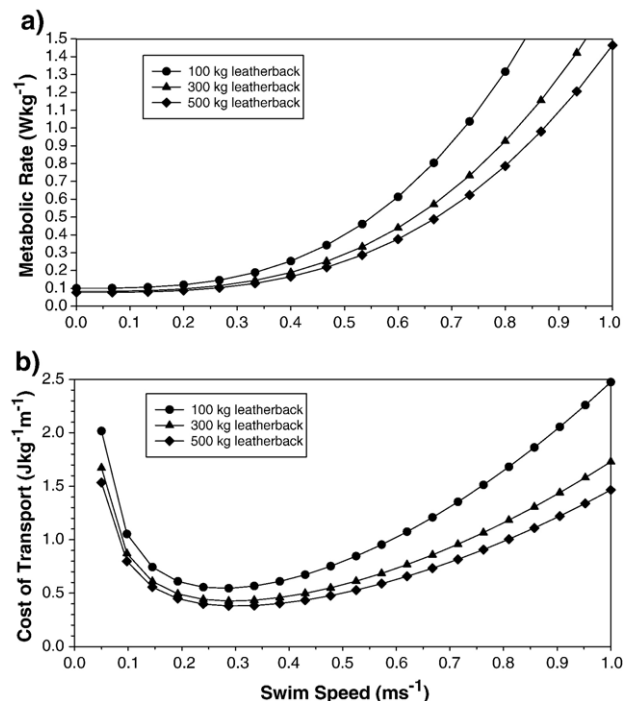 a)
1.5
1.4
1.3
1.2
1.1
1.0
0.9
0.8
0.7
0.6
0.5
0.4
0.3
0.2
0.1
0.0
Metabolic Rate (Wkg⁻¹)
100 kg leatherback
300 kg leatherback
500 kg leatherback
0.0 0.1 0.2 0.3 0.4 0.5 0.6 0.7 0.8 0.9 1.0
b)
2.5
2.0
1.5
1.0
0.5
0.0
Cost of Transport (Jkg⁻¹m⁻¹)
100 kg leatherback
300 kg leatherback
500 kg leatherback
0.0 0.1 0.2 0.3 0.4 0.5 0.6 0.7 0.8 0.9 1.0
Swim Speed (ms⁻¹)